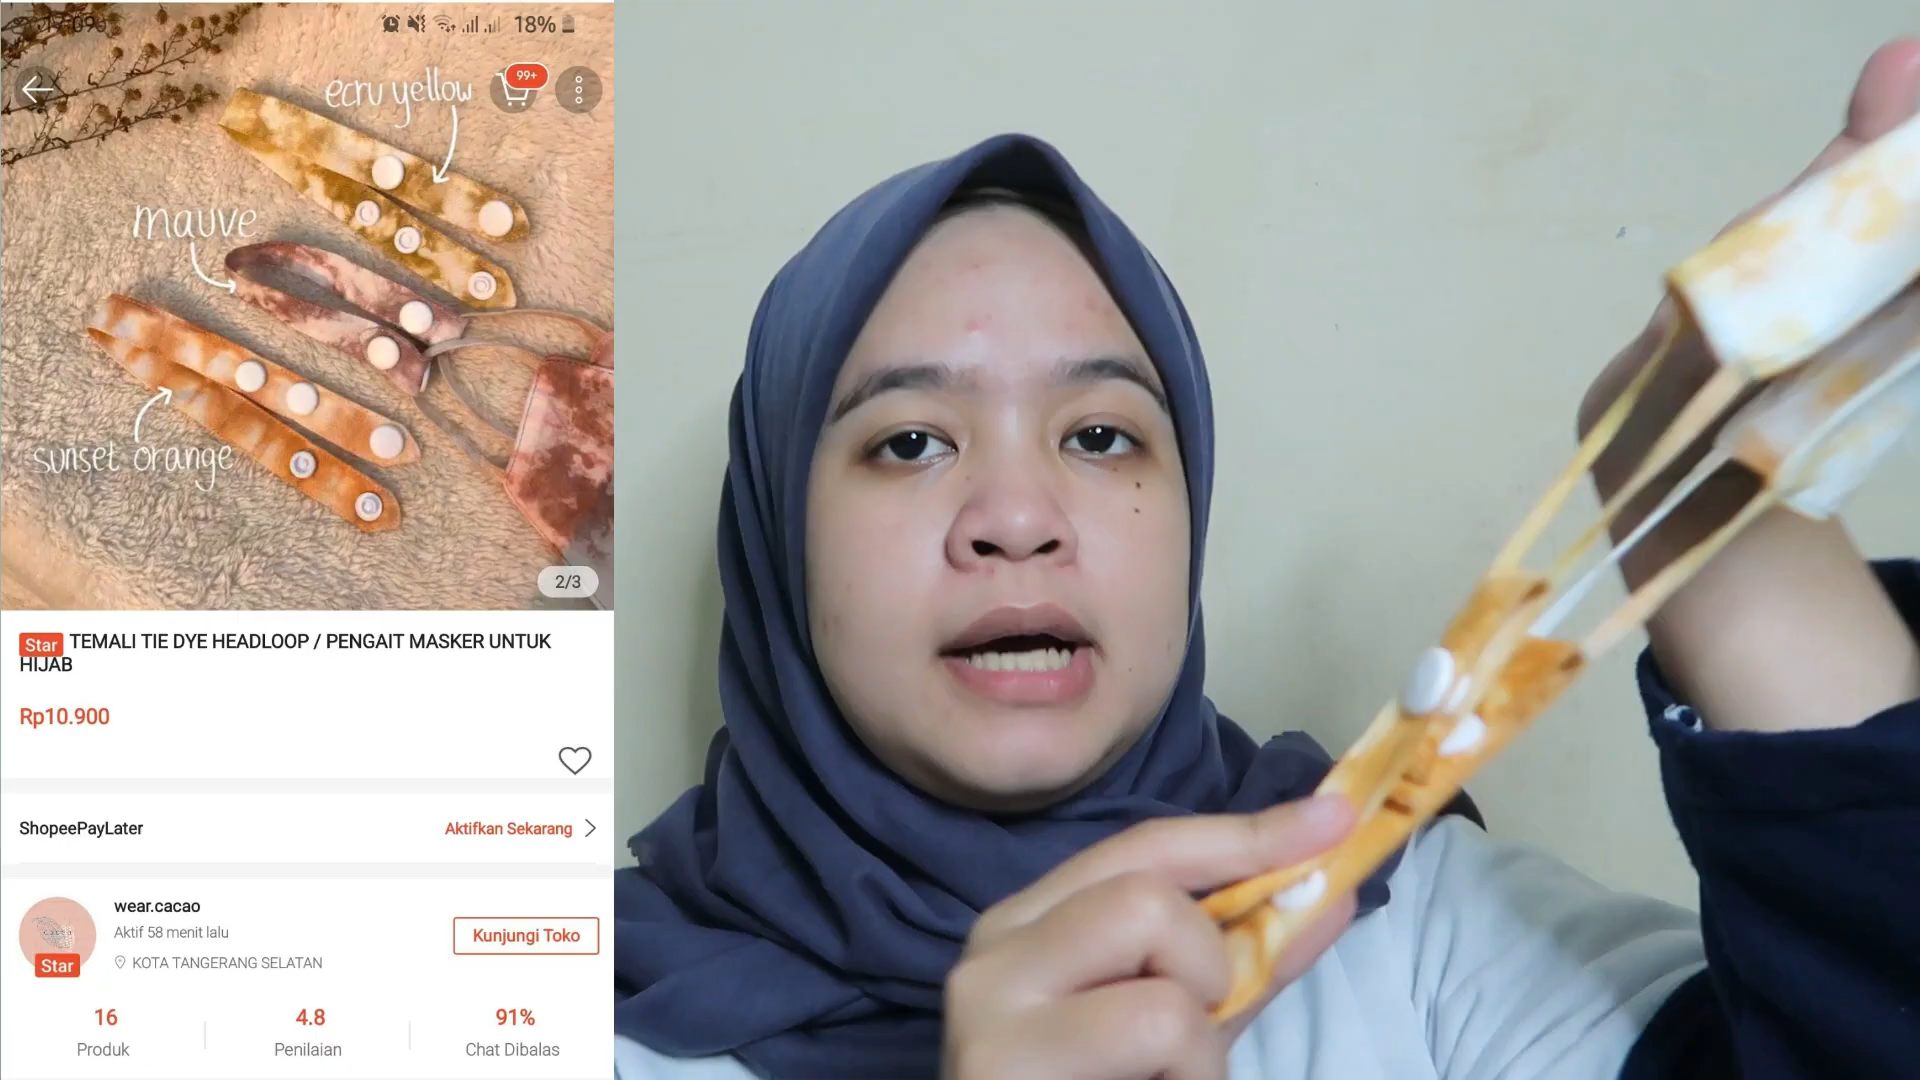 17:09
18%
99+
ecru yellow
mauve
sunset orange
2/3
Star TEMALI TIE DYE HEADLOOP / PENGAIT MASKER UNTUK
HIJAB
Rp10.900
ShopeePayLater
Aktifkan Sekarang
wear.cacao
Aktif 58 menit lalu
Kunjungi Toko
Star
KOTA TANGERANG SELATAN
16
4.8
91%
Produk
Penilaian
Chat Dibalas